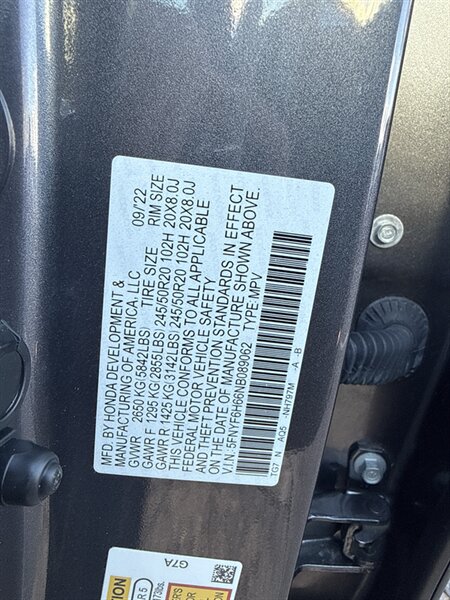 MFD BY HONDA DEVELOPMENT &
MANUFACTURING OF AMERICA, LLC 09/'22
GVWR 2650 KG (5842LBS) TIRE SIZE RIM SIZE
GAWR F 1295 KG (2855LBS) 245/50R20 102H 20X8.0J
GAWR R 1425 KG (3142LBS) 245/50R20 102H 20X8.0J
THIS VEHICLE CONFORMS TO ALL APPLICABLE
FEDERAL MOTOR VEHICLE SAFETY
AND THEFT PREVENTION STANDARDS IN EFFECT
ON THE DATE OF MANUFACTURE SHOWN ABOVE.
V.I.N.:5FNYF8H66NB089062 TYPE:MPV
TG7 N AQ5 -NH797M -A -B
G7A